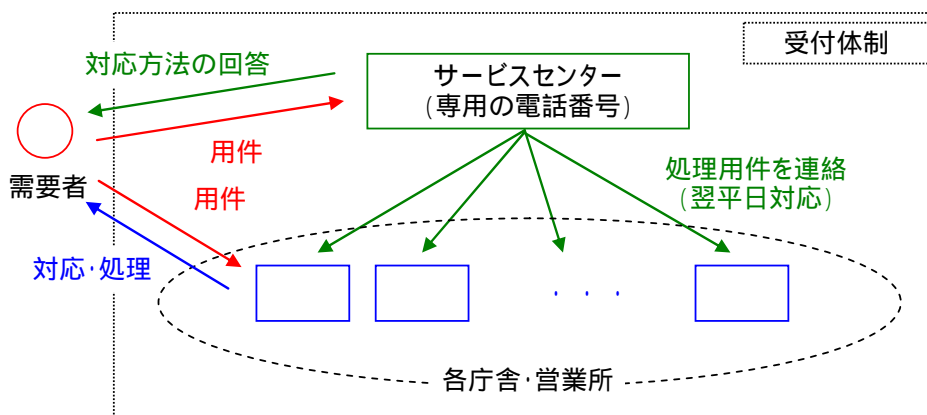 受付体制
対応方法の回答
サービスセンター
(専用の電話番号)
用件
需要者
用件
処理用件を連絡
(翌平日対応)
対応・処理
・・・
各庁舎・営業所